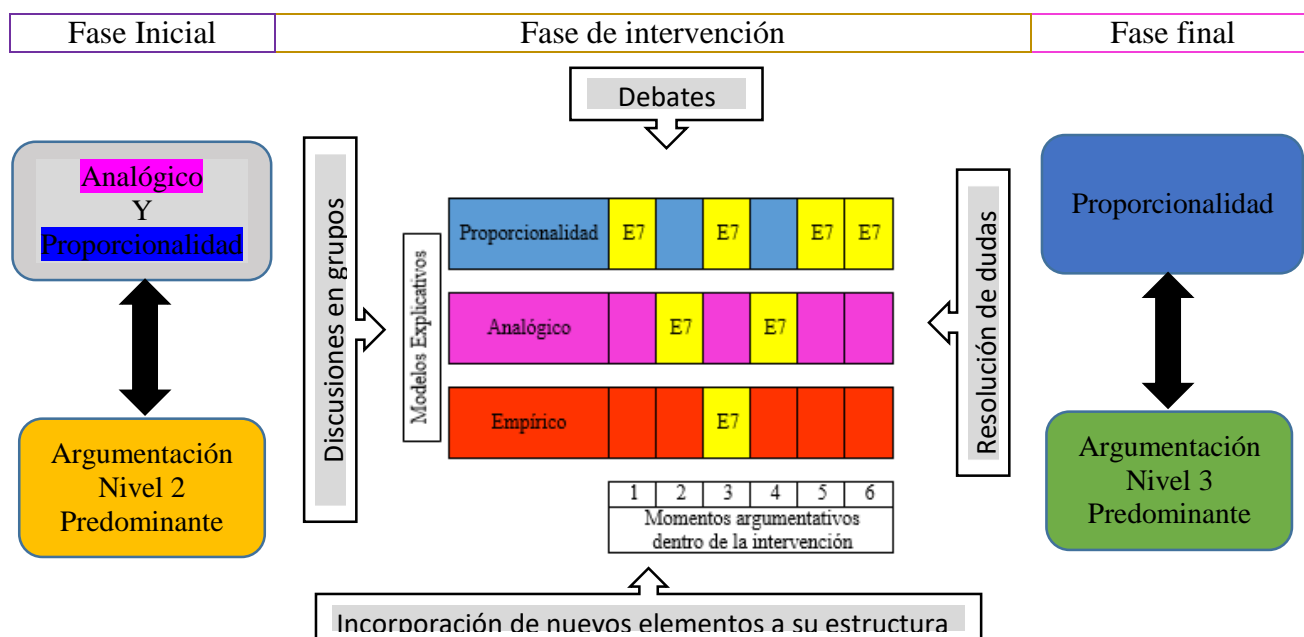 Fase Inicial
Fase de intervención
Fase final
Debates
Analógico
Y
Proporcionalidad
Argumentación
Nivel 2
Predominante
Discusiones en grupos
Modelos Explicativos
Proporcionalidad E7 E7 E7 E7
Analógico E7 E7
Empírico E7
1 2 3 4 5 6
Momentos argumentativos
dentro de la intervención
Resolución de dudas
Proporcionalidad
Argumentación
Nivel 3
Predominante
Incorporación de nuevos elementos a su estructura